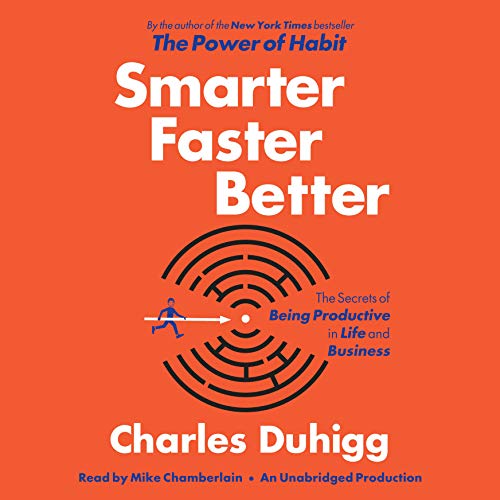 By the author of the New York Times bestseller
The Power of Habit
Smarter
Faster
Better
The Secrets of
Being Productive
in Life and
Business
Charles Duhigg
Read by Mike Chamberlain • An Unabridged Production